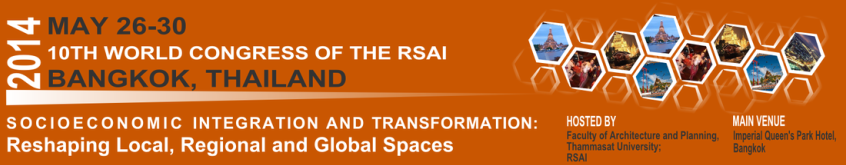 2014
MAY 26-30
10TH WORLD CONGRESS OF THE RSAI
BANGKOK, THAILAND
SOCIOECONOMIC INTEGRATION AND TRANSFORMATION:
Reshaping Local, Regional and Global Spaces
HOSTED BY
Faculty of Architecture and Planning,
Thammasat University;
RSAI
MAIN VENUE
Imperial Queen's Park Hotel,
Bangkok